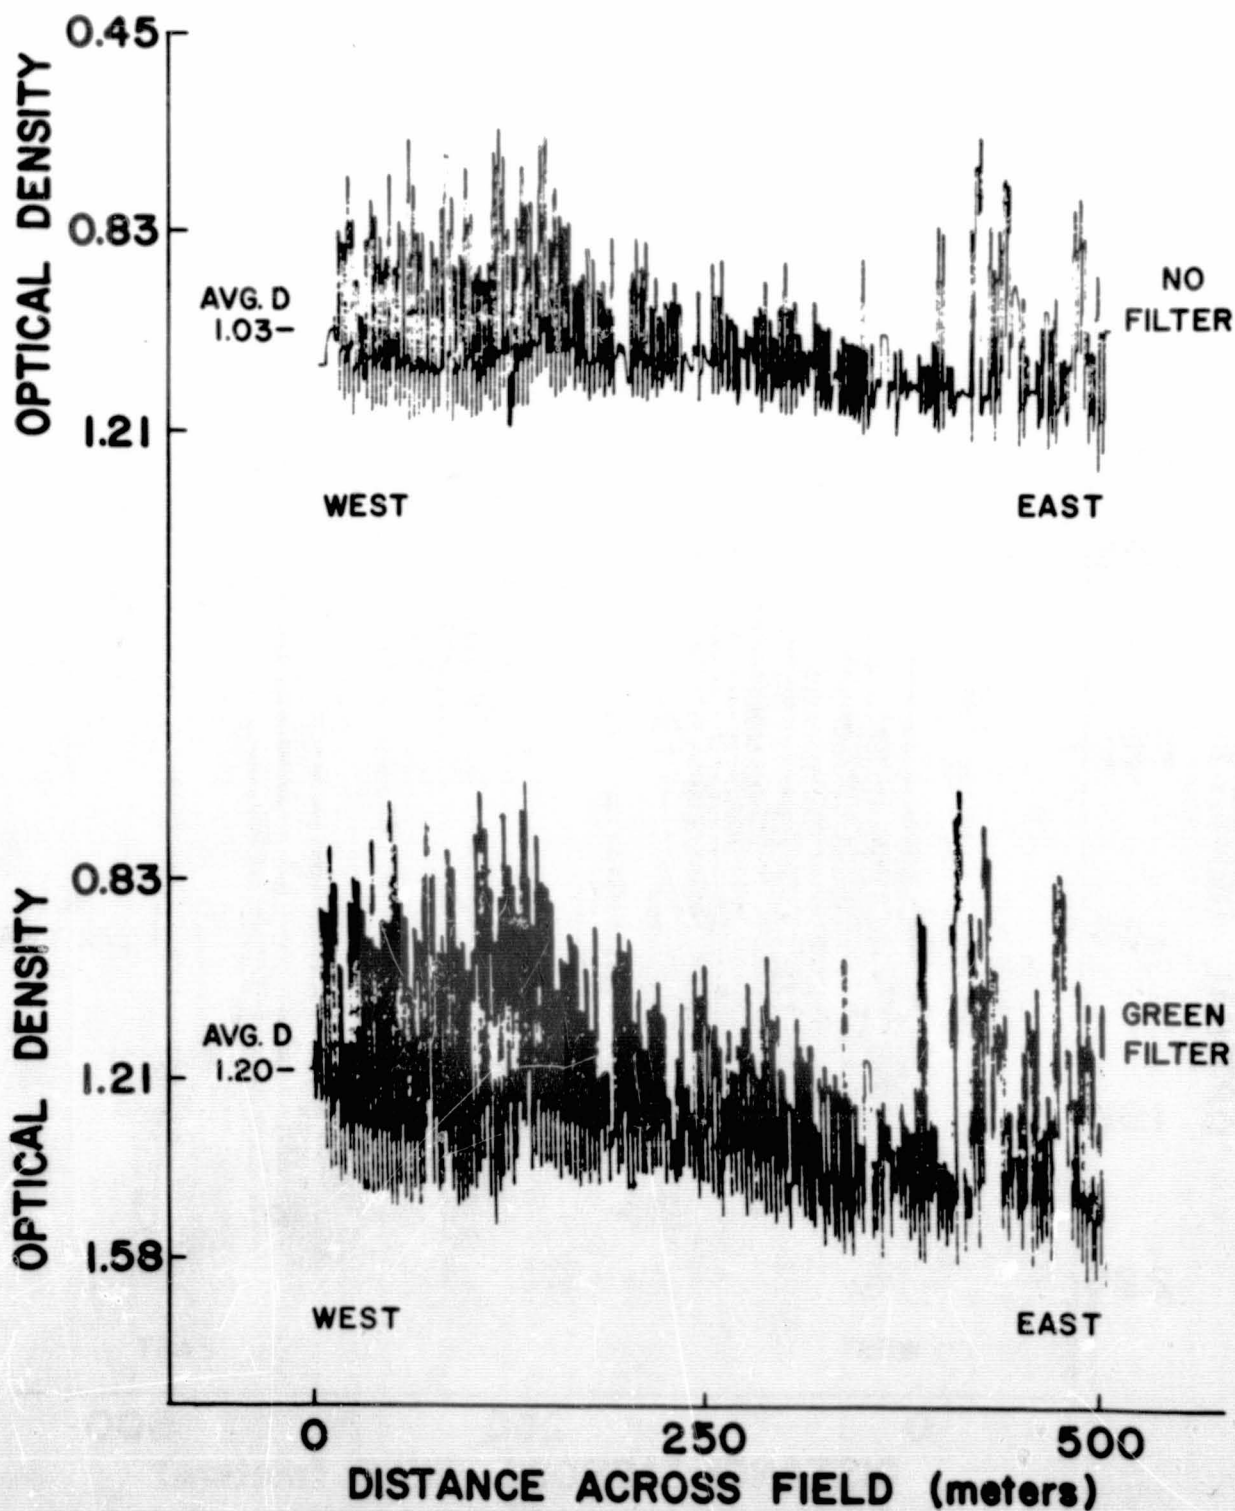 0.45
OPTICAL DENSITY
0.83
AVG. D
1.03-
NO
FILTER
1.21
WEST
EAST
0.83
OPTICAL DENSITY
AVG. D
1.20-
1.21
GREEN
FILTER
1.58
WEST
EAST
0
250
500
DISTANCE ACROSS FIELD (meters)